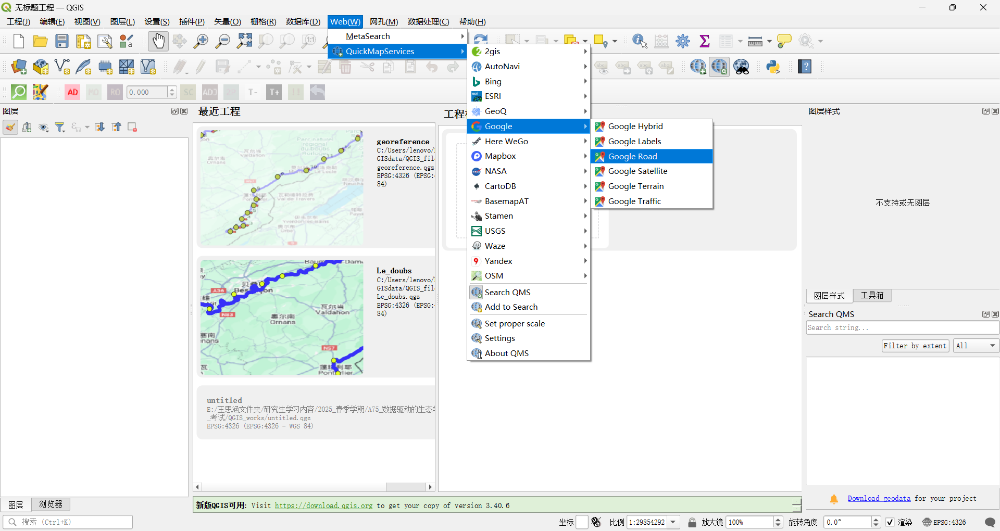 无标题工程 — QGIS
工程(J) 编辑(E) 视图(V) 图层(L) 设置(S) 插件(P) 矢量(O) 栅格(R) 数据库(D) Web(W) 网孔(M) 数据处理(C) 帮助(H)
MetaSearch
QuickMapServices
2gis
AutoNavi
Bing
ESRI
GeoQ
Google
Here WeGo
Mapbox
NASA
CartoDB
BasemapAT
Stamen
USGS
Waze
Yandex
OSM
Search QMS
Add to Search
Set proper scale
Settings
About QMS
Google Hybrid
Google Labels
Google Road
Google Satellite
Google Terrain
Google Traffic
AD MO RO 0.000 SC ADJ T- T+
图层
最近工程
georeference
C:/Users/lenovo/
GISdata/QGIS_fil
georeference.qgz
EPSG:4326 (EPSG:
84)
Le_doubs
C:/Users/lenovo/
GISdata/QGIS_fil
Le_doubs.qgz
EPSG:4326 (EPSG:
84)
A36
N83
奥尔南
Ornans
瓦尔当
Valdahon
N57
untitled
E:/王思涵文件夹/研究生学习内容/2025_春季学期/A75_数据驱动的生态学
_考试/QGIS_works/untitled.qgz
EPSG:4326 (EPSG:4326 - WGS 84)
工程
图层样式
不支持或无图层
图层样式 工具箱
Search QMS
Search string...
Filter by extent All
Download geodata for your project
图层 浏览器
新版QGIS可用: Visit https://download.qgis.org to get your copy of version 3.40.6
搜索 (Ctrl+K)
坐标 比例 1:29854292 放大镜 100% 旋转角度 0.0° 渲染 EPSG:4326